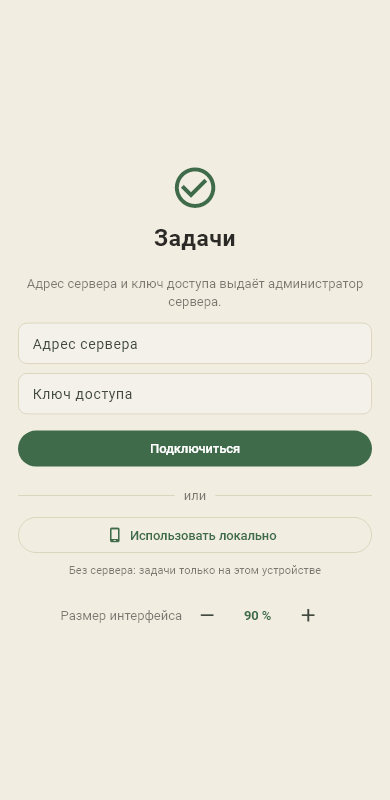 Задачи
Адрес сервера и ключ доступа выдаёт администратор
сервера.
Адрес сервера
Ключ доступа
Подключиться
или
Использовать локально
Без сервера: задачи только на этом устройстве
Размер интерфейса − 90 % +